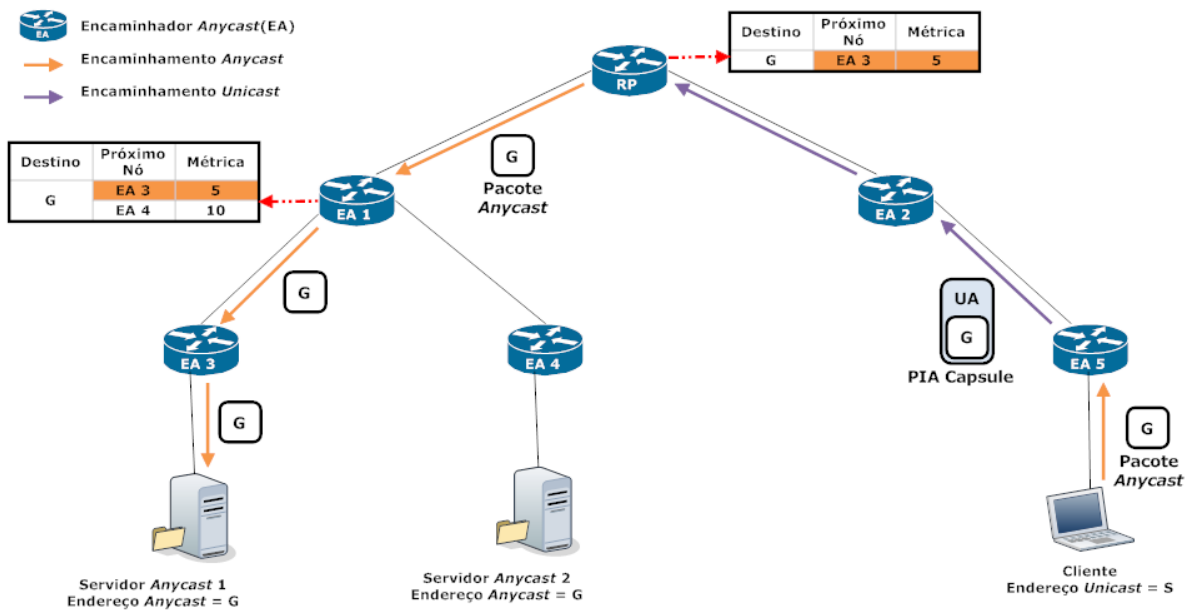 EA
Encaminhador Anycast(EA)
Encaminhamento Anycast
Encaminhamento Unicast
Destino Próximo Nó Métrica
G EA 3 5
RP
G
Pacote
Anycast
Destino Próximo Nó Métrica
G
EA 3 5
EA 4 10
EA 1
EA 2
G
UA
G
PIA Capsule
EA 3
EA 4
EA 5
G
G
Pacote
Anycast
Servidor Anycast 1
Endereço Anycast = G
Servidor Anycast 2
Endereço Anycast = G
Cliente
Endereço Unicast = S